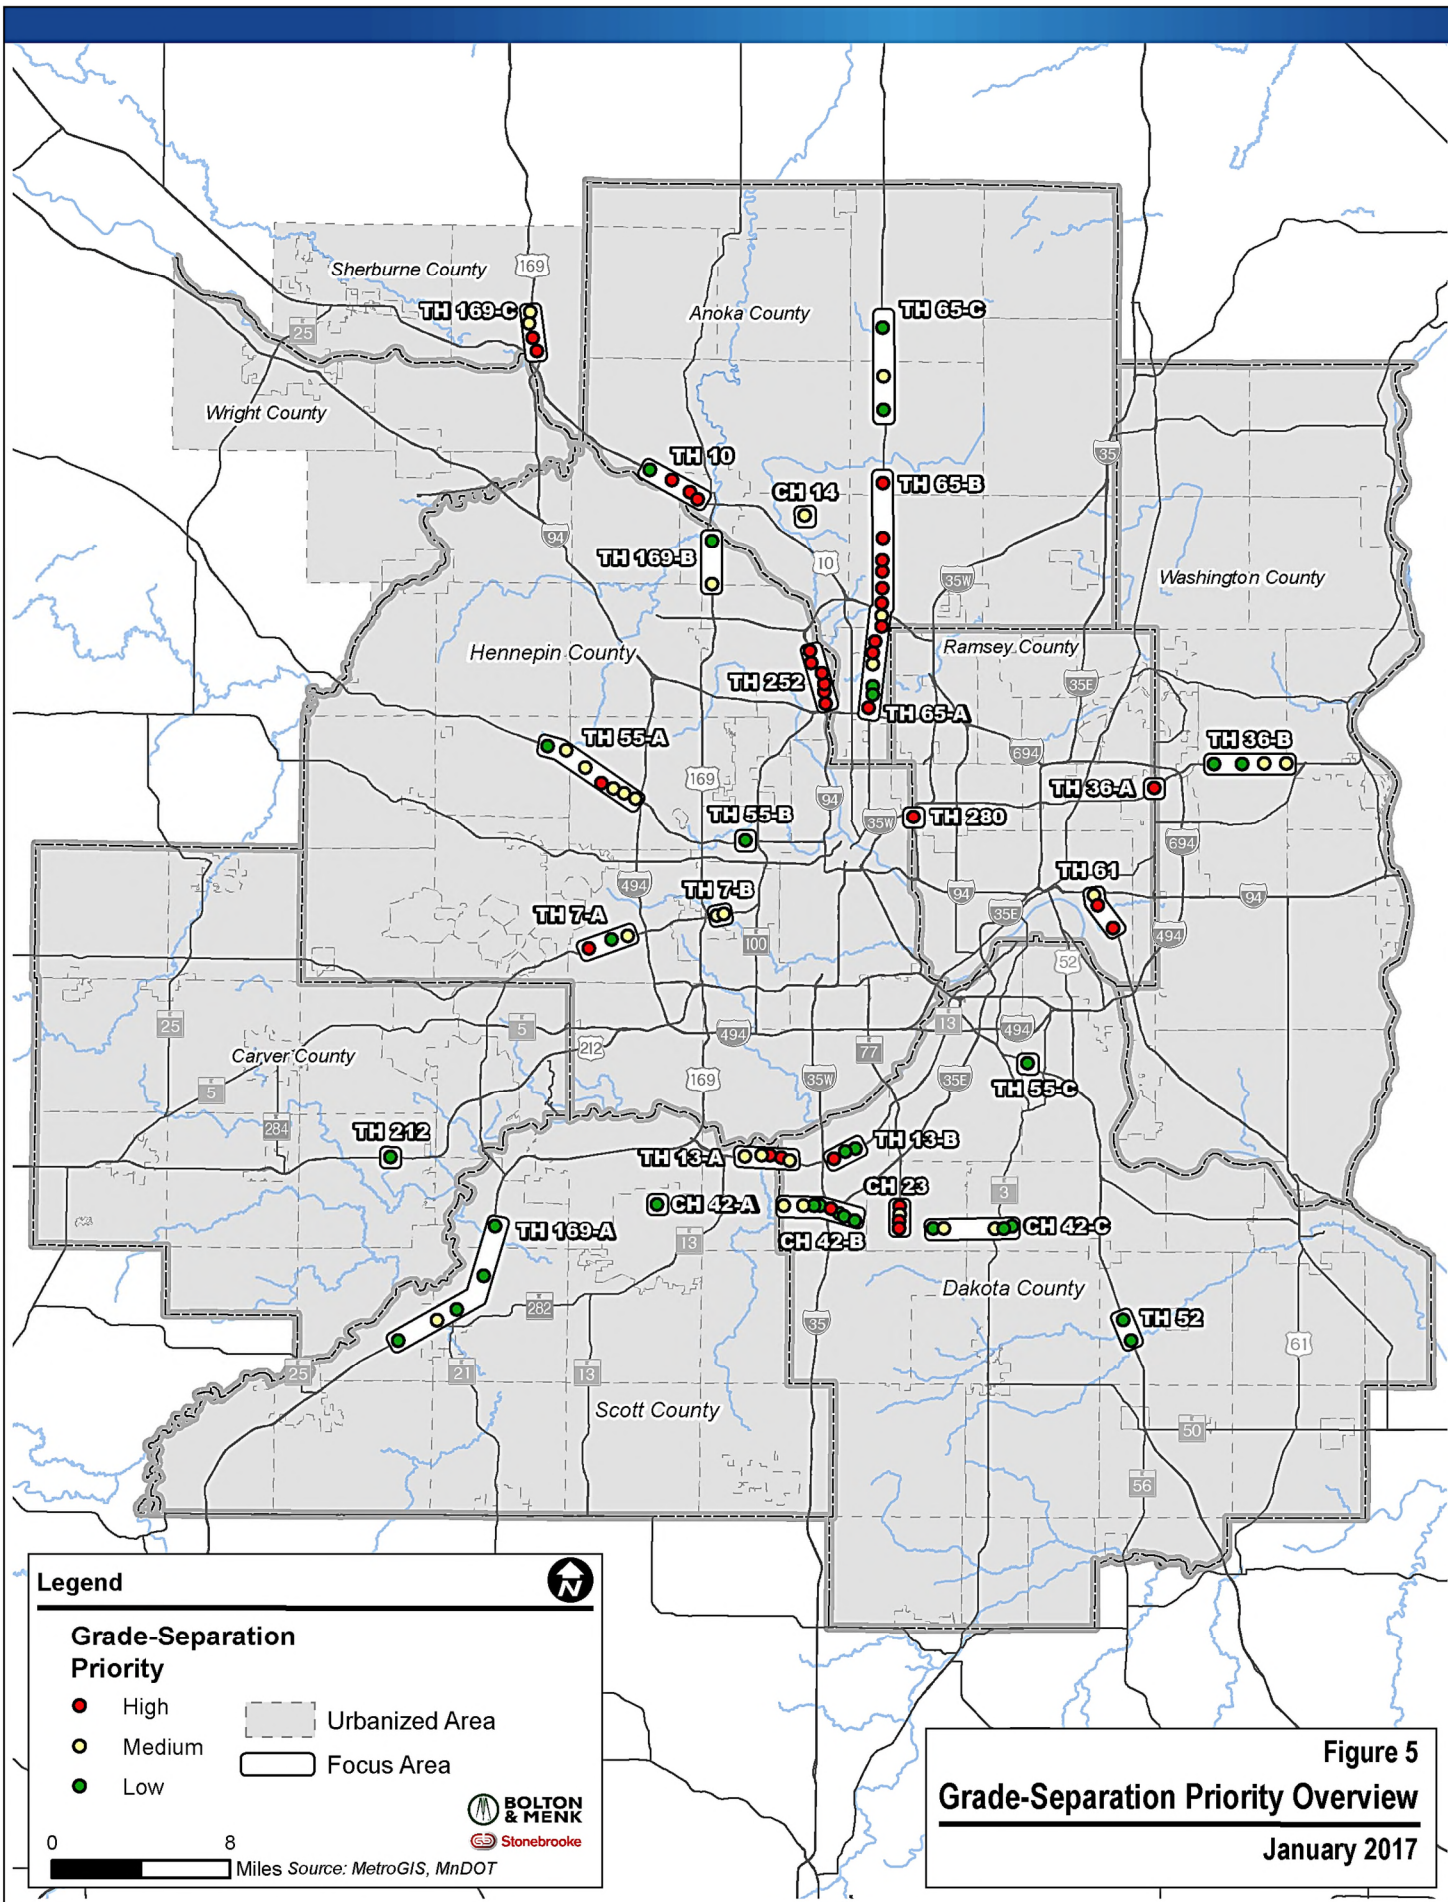 Sherburne County
169
TH 169-C
25
Anoka County
TH 65-C
Wright County
35
TH 10
TH 65-B
CH 14
94
TH 169-B
10
35W
Washington County
Hennepin County
Ramsey County
TH 252
35E
TH 65-A
TH 55-A
694
TH 36-B
169
TH 36-A
94
TH 55-B
35W
TH 280
694
TH 61
494
TH 7-B
94
94
TH 7-A
35E
100
494
52
25
5
13
494
494
212
77
Carver County
5
169
35W
35E
TH 55-C
284
TH 212
TH 13-B
TH 13-A
CH 23
3
CH 42-A
TH 169-A
CH 42-C
13
CH 42-B
Dakota County
282
TH 52
35
61
25
21
13
Scott County
50
56
Legend
N
Grade-Separation
Priority
High
Medium
Low
Urbanized Area
Focus Area
BOLTON
& MENK
Stonebrooke
0 8
Miles Source: MetroGIS, MnDOT
Figure 5
Grade-Separation Priority Overview
January 2017